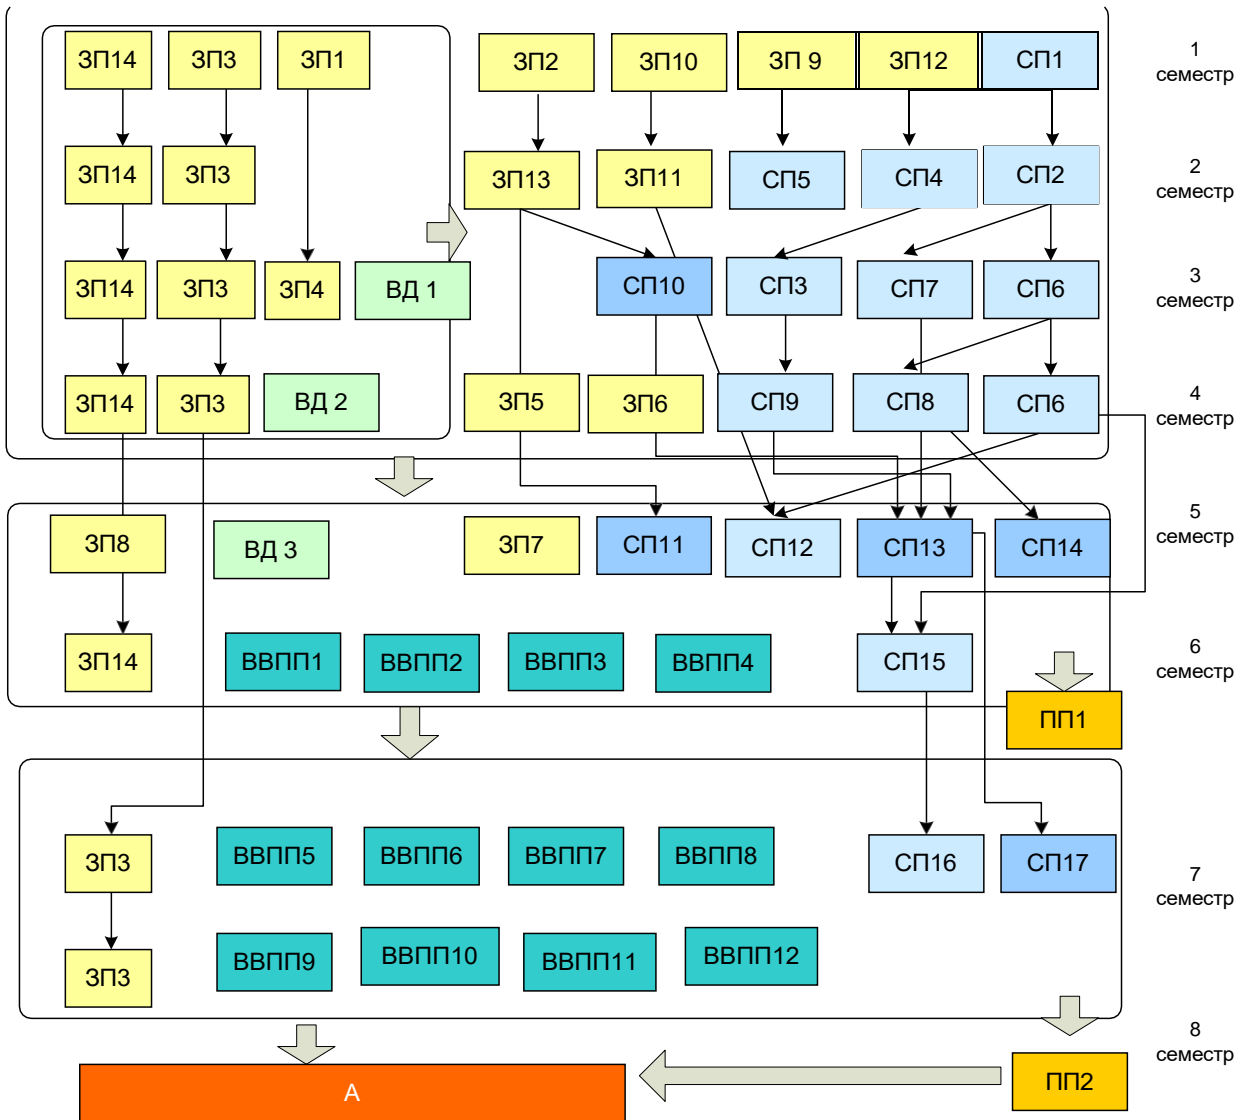 ЗП14 ЗП3 ЗП1 ЗП2 ЗП10 ЗП 9 ЗП12 СП1 1
семестр
ЗП14 ЗП3 ЗП13 ЗП11 СП5 СП4 СП2 2
семестр
ЗП14 ЗП3 ЗП4 ВД 1 СП10 СП3 СП7 СП6 3
семестр
ЗП14 ЗП3 ВД 2 ЗП5 ЗП6 СП9 СП8 СП6 4
семестр
ЗП8 ВД 3 ЗП7 СП11 СП12 СП13 СП14 5
семестр
ЗП14 ВВПП1 ВВПП2 ВВПП3 ВВПП4 СП15 6
семестр
ПП1
ЗП3 ВВПП5 ВВПП6 ВВПП7 ВВПП8 СП16 СП17 7
семестр
ЗП3 ВВПП9 ВВПП10 ВВПП11 ВВПП12
8
семестр
А ПП2